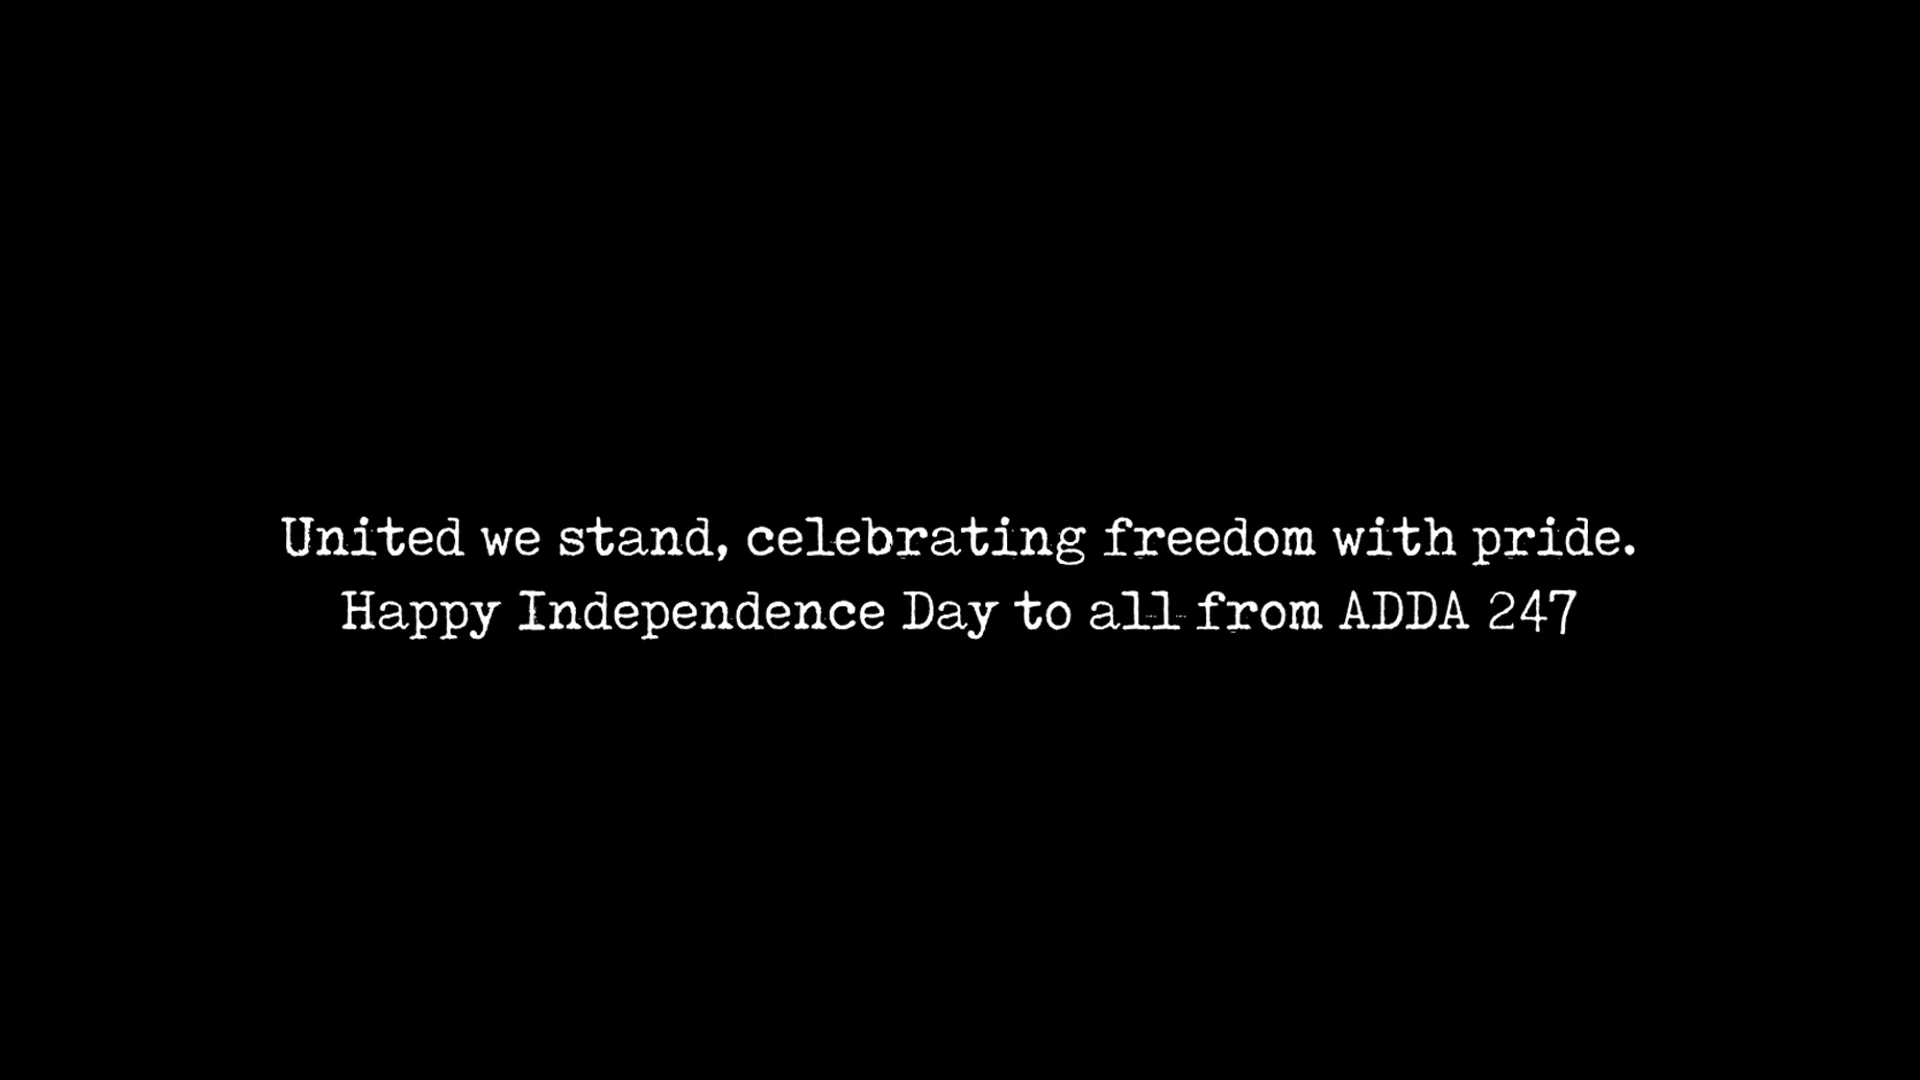 United we stand, celebrating freedom with pride.
Happy Independence Day to all from ADDA 247